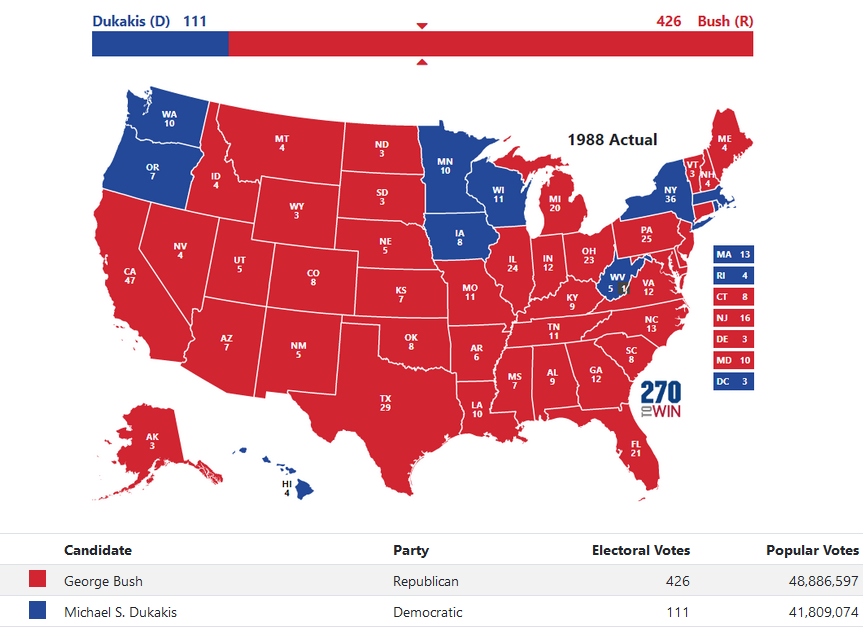 Dukakis (D) 111
426 Bush (R)
1988 Actual
WA
10
OR
7
CA
47
NV
4
ID
4
MT
4
WY
3
UT
5
AZ
7
CO
8
NM
5
ND
3
SD
3
NE
5
KS
7
OK
8
TX
29
MN
10
IA
8
MO
11
AR
6
LA
10
WI
11
IL
24
MI
20
IN
12
OH
23
KY
9
TN
11
MS
7
AL
9
GA
12
FL
21
SC
8
NC
13
VA
12
WV
5 1
PA
25
NY
36
VT
3
NH
4
ME
4
AK
3
HI
4
MA 13
RI 4
CT 8
NJ 16
DE 3
MD 10
DC 3
270
TO WIN
Candidate Party Electoral Votes Popular Votes
George Bush Republican 426 48,886,597
Michael S. Dukakis Democratic 111 41,809,074